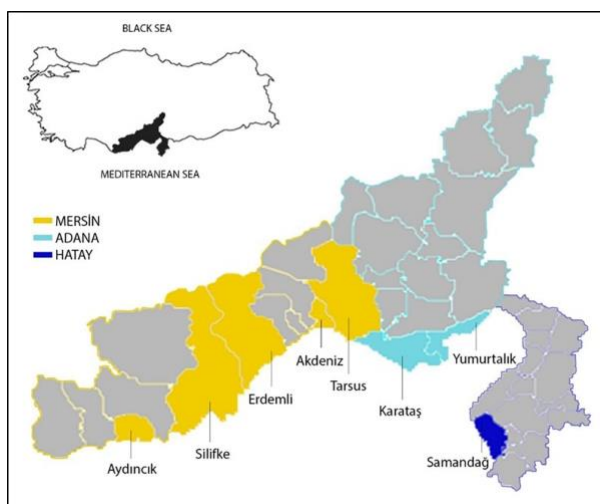 BLACK SEA
MEDITERRANEAN SEA
MERSİN
ADANA
HATAY
Akdeniz
Yumurtalık
Tarsus
Erdemli
Karataş
Silifke
Samandağ
Aydıncık